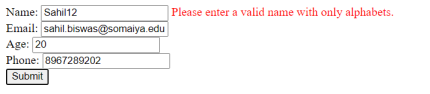 Name: Sahil12 Please enter a valid name with only alphabets.
Email: sahil.biswas@somaiya.edu
Age: 20
Phone: 8967289202
Submit